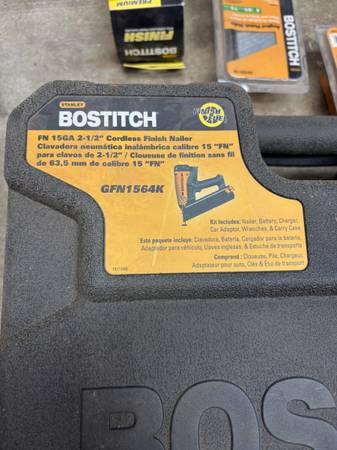 PREMIUM
FINISH
BOSTITCH
BOSTITCH
STANLEY
BOSTITCH
FINISH
EYE
FN 15GA 2-1/2" Cordless Finish Nailer
Clavadora neumática inalámbrica calibre 15 "FN"
para clavos de 2-1/2" / Cloueuse de finition sans fil
de 63,5 mm de calibre 15 "FN"
GFN1564K
Kit Includes: Nailer, Battery, Charger,
Car Adaptor, Wrenches, & Carry Case
Este paquete incluye: Clavadora, Batería, Cargador para la batería,
Adaptador para vehículo, Llaves inglesas, & Estuche de transporte
Comprend : Cloueuse, Pile, Chargeur,
Adaptateur pour auto, Clés & Étui de transport
BOS